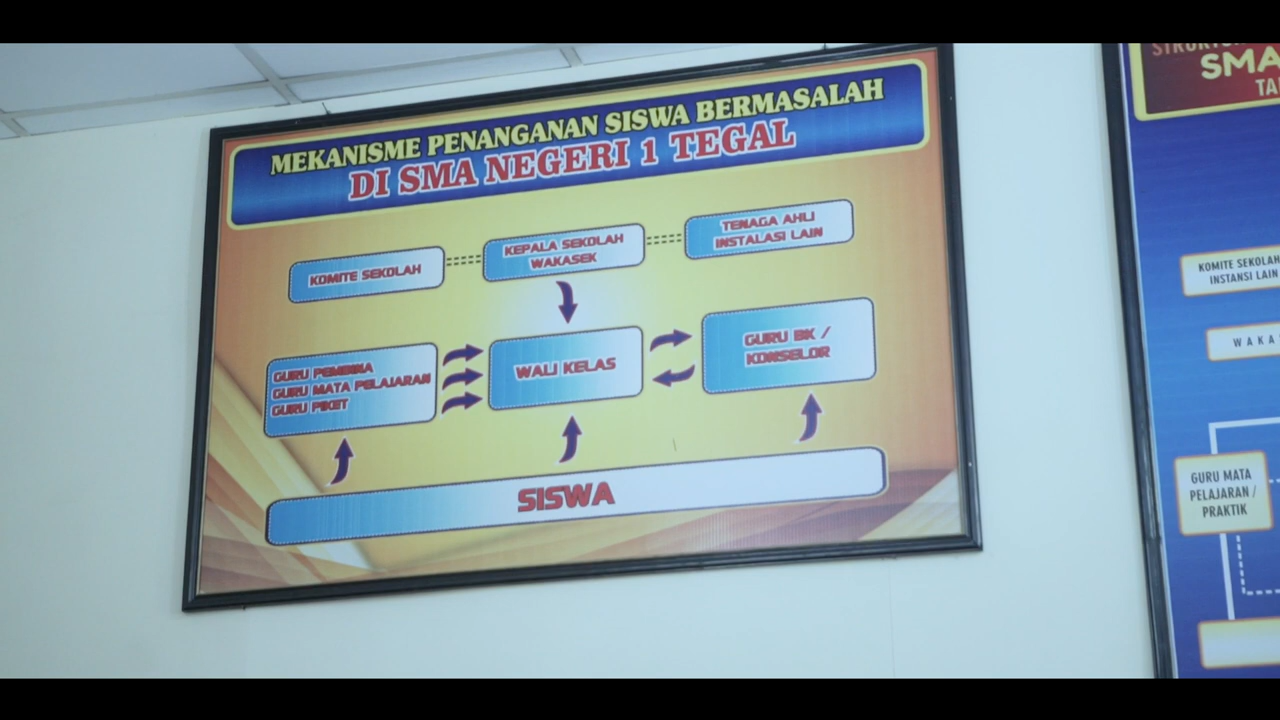 MEKANISME PENANGANAN SISWA BERMASALAH
DI SMA NEGERI 1 TEGAL
KOMITE SEKOLAH
KEPALA SEKOLAH
WAKASEK
TENAGA AHLI
INSTALASI LAIN
GURU PEMBINA
GURU MATA PELAJARAN
GURU PIKET
WALI KELAS
GURU BK /
KONSELOR
SISWA
SMA
KOMITE SEKOLAH
INSTANSI LAIN
GURU MATA
PELAJARAN /
PRAKTIK